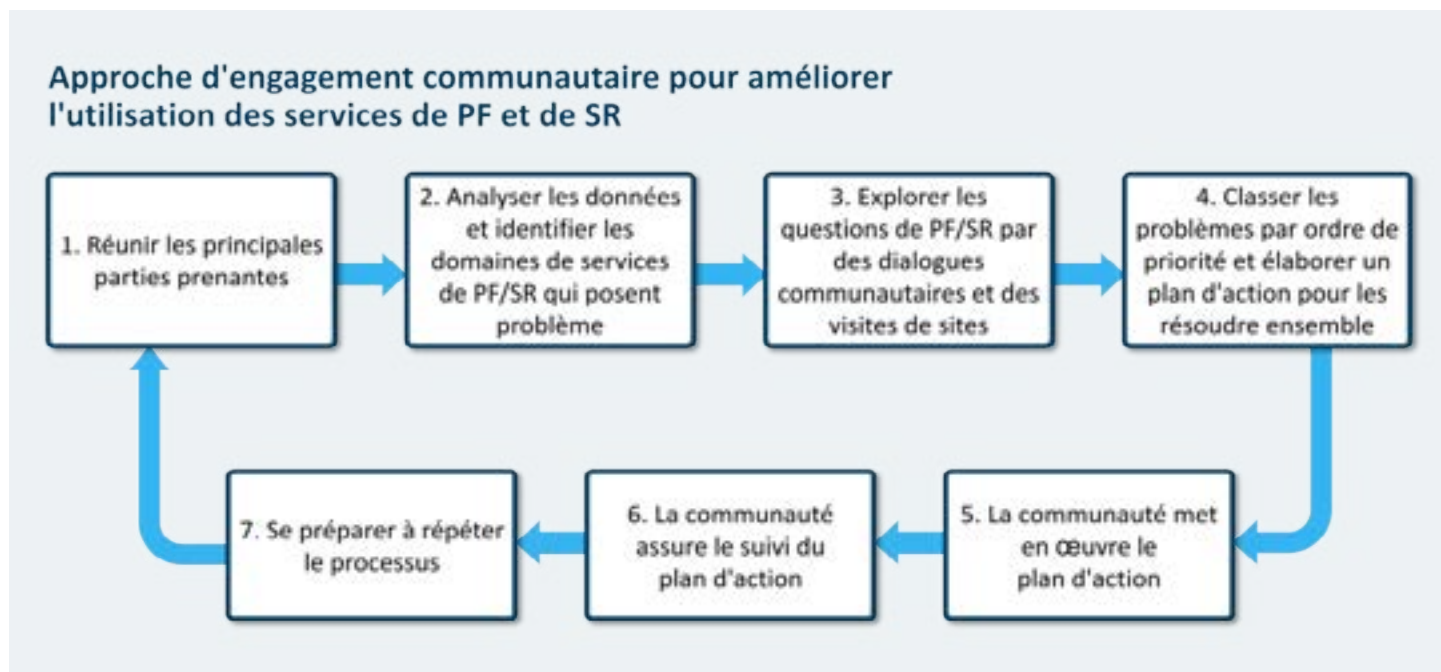 Approche d'engagement communautaire pour améliorer
l'utilisation des services de PF et de SR
1. Réunir les principales
parties prenantes
2. Analyser les données
et identifier les
domaines de services
de PF/SR qui posent
problème
3. Explorer les
questions de PF/SR par
des dialogues
communautaires et des
visites de sites
4. Classer les
problèmes par ordre de
priorité et élaborer un
plan d'action pour les
résoudre ensemble
5. La communauté met
en œuvre le
plan d'action
6. La communauté
assure le suivi du
plan d'action
7. Se préparer à répéter
le processus